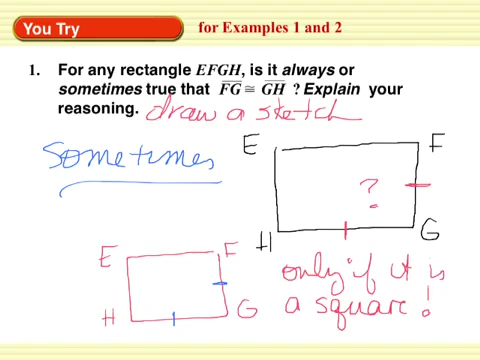 You Try
for Examples 1 and 2
1. For any rectangle EFGH, is it always or
sometimes true that FG ≅ GH ? Explain your
reasoning. draw a sketch
Sometimes
E F
?
H G
E F
H G
only if it is
a square!